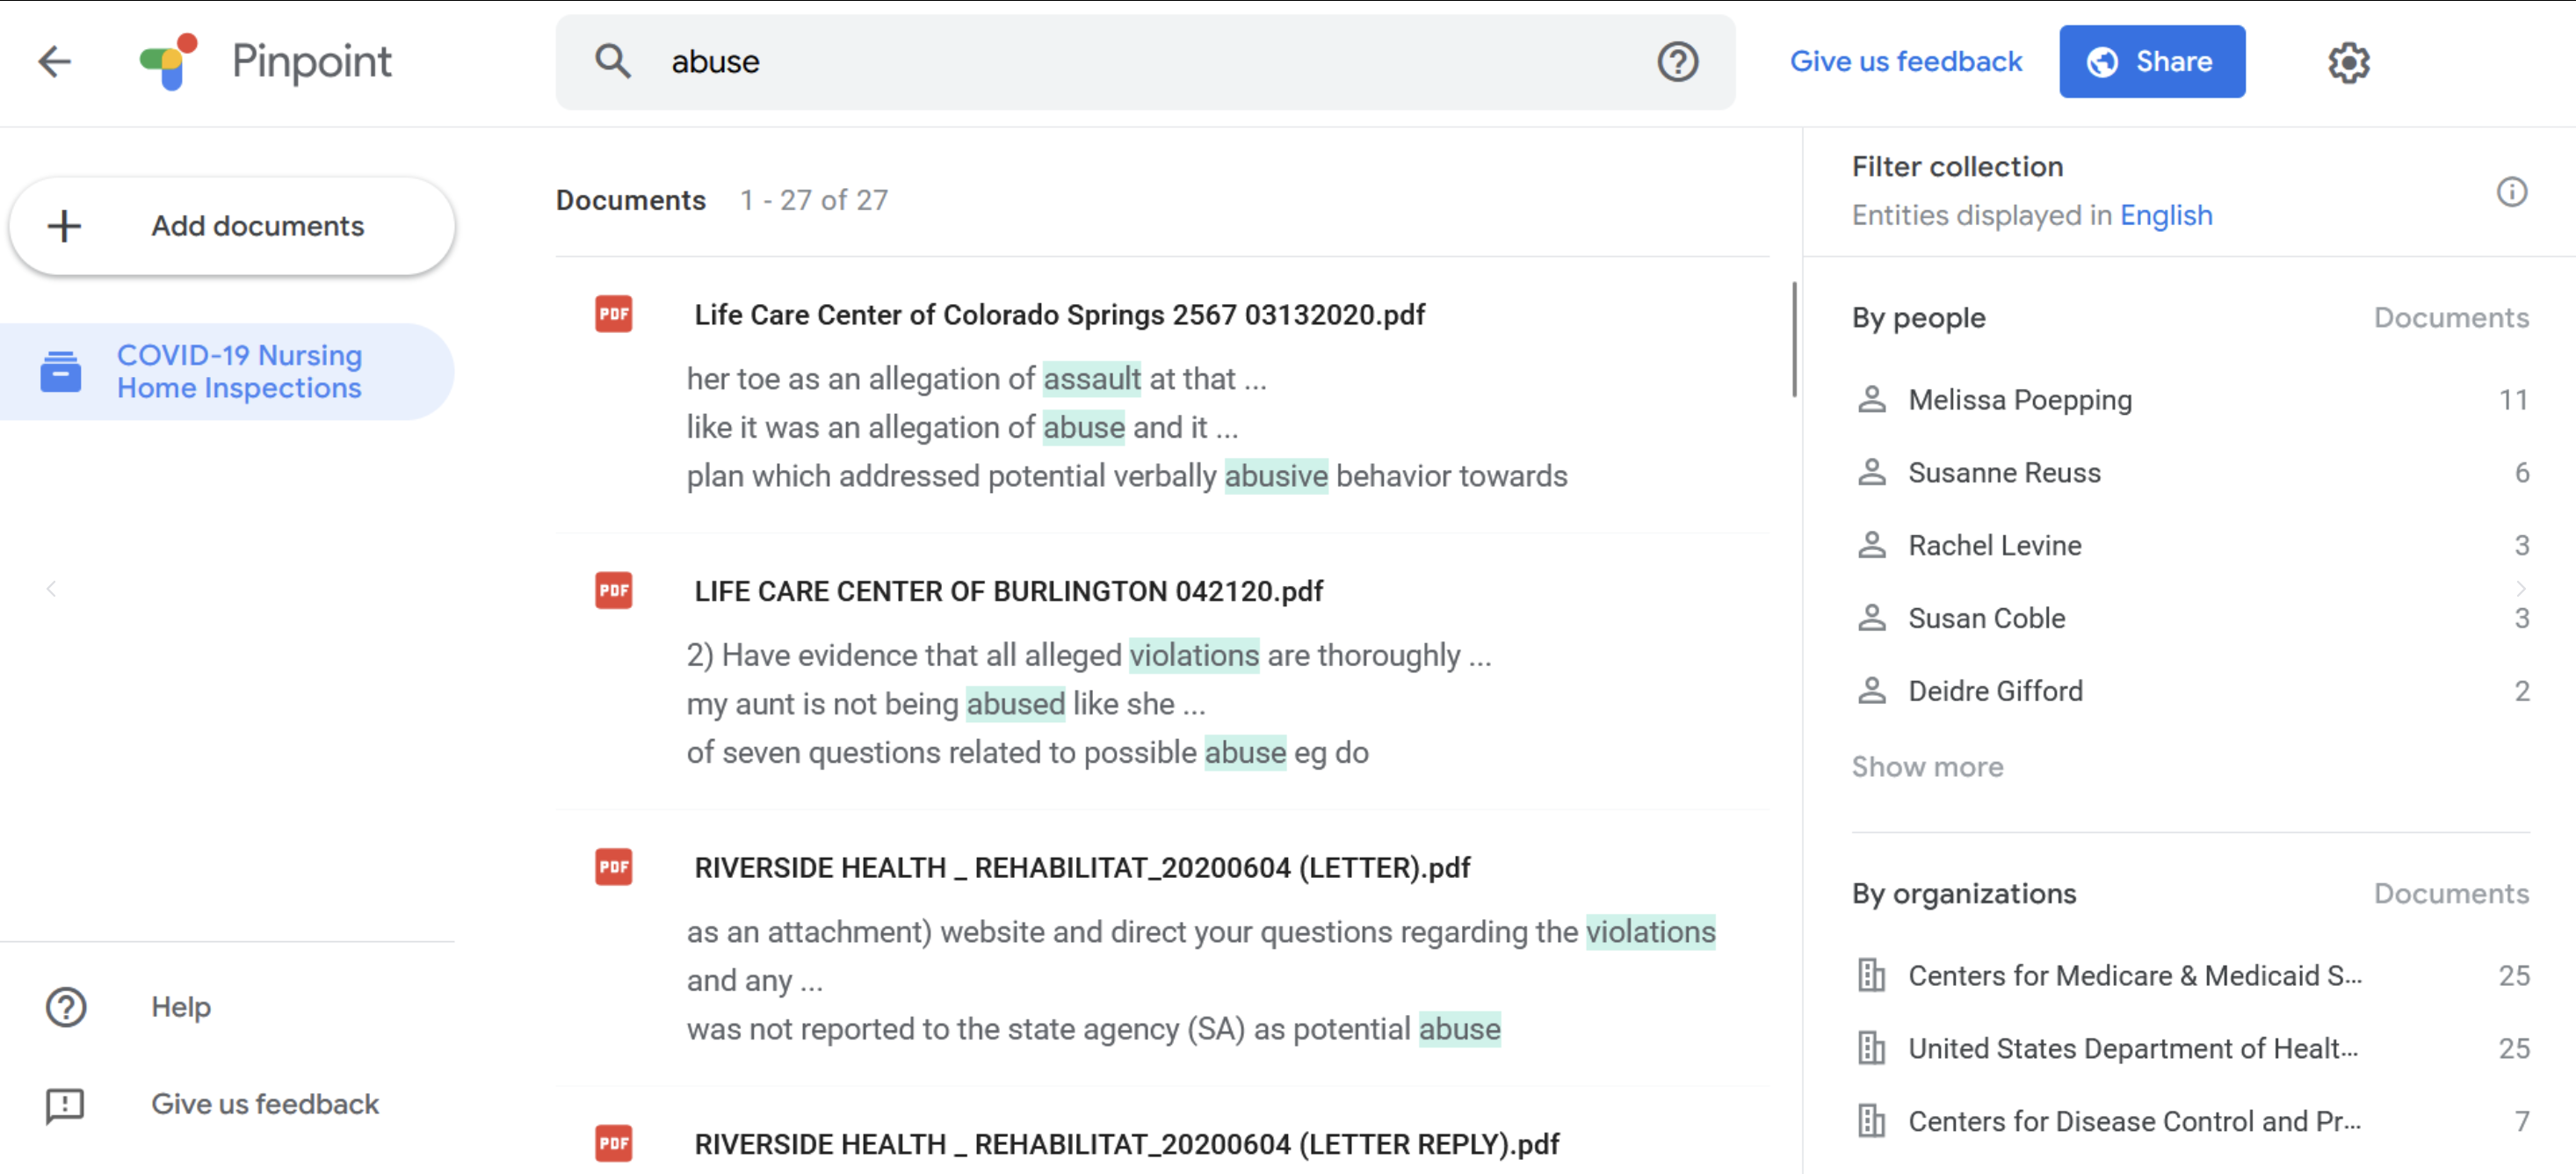 Pinpoint
abuse
Give us feedback
Share
Add documents
COVID-19 Nursing
Home Inspections
Help
Give us feedback
Documents 1 - 27 of 27
PDF Life Care Center of Colorado Springs 2567 03132020.pdf
her toe as an allegation of assault at that ...
like it was an allegation of abuse and it ...
plan which addressed potential verbally abusive behavior towards
PDF LIFE CARE CENTER OF BURLINGTON 042120.pdf
2) Have evidence that all alleged violations are thoroughly ...
my aunt is not being abused like she ...
of seven questions related to possible abuse eg do
PDF RIVERSIDE HEALTH _ REHABILITAT_20200604 (LETTER).pdf
as an attachment) website and direct your questions regarding the violations
and any ...
was not reported to the state agency (SA) as potential abuse
PDF RIVERSIDE HEALTH _ REHABILITAT_20200604 (LETTER REPLY).pdf
Filter collection
Entities displayed in English
By people Documents
Melissa Poepping 11
Susanne Reuss 6
Rachel Levine 3
Susan Coble 3
Deidre Gifford 2
Show more
By organizations Documents
Centers for Medicare & Medicaid S... 25
United States Department of Healt... 25
Centers for Disease Control and Pr... 7